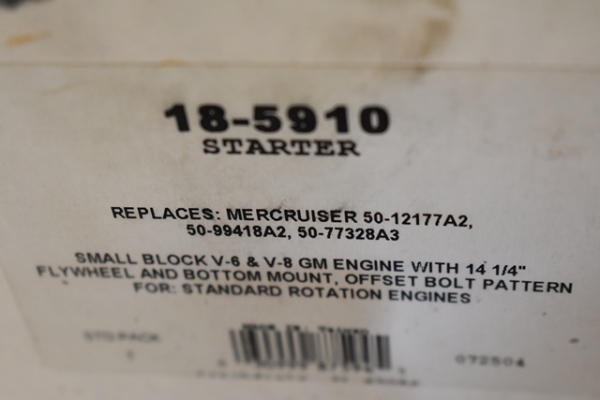 18-5910
STARTER
REPLACES: MERCRUISER 50-12177A2,
50-99418A2, 50-77328A3
SMALL BLOCK V-6 & V-8 GM ENGINE WITH 14 1/4"
FLYWHEEL AND BOTTOM MOUNT, OFFSET BOLT PATTERN
FOR: STANDARD ROTATION ENGINES
STD PACK
1
072504